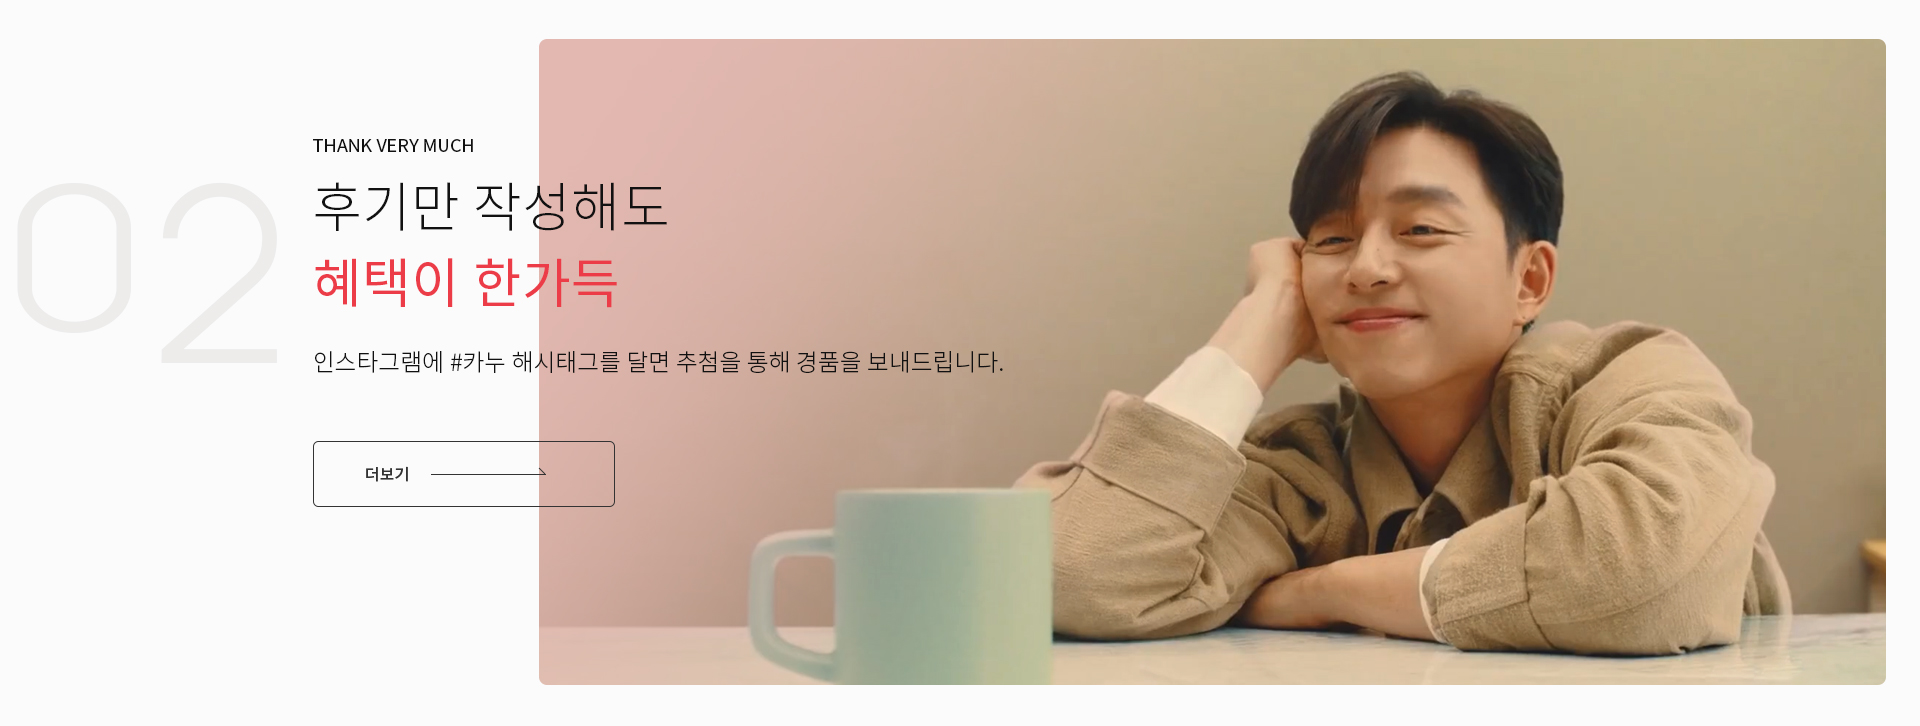 02
THANK VERY MUCH
후기만 작성해도
혜택이 한가득
인스타그램에 #카누 해시태그를 달면 추첨을 통해 경품을 보내드립니다.
더보기